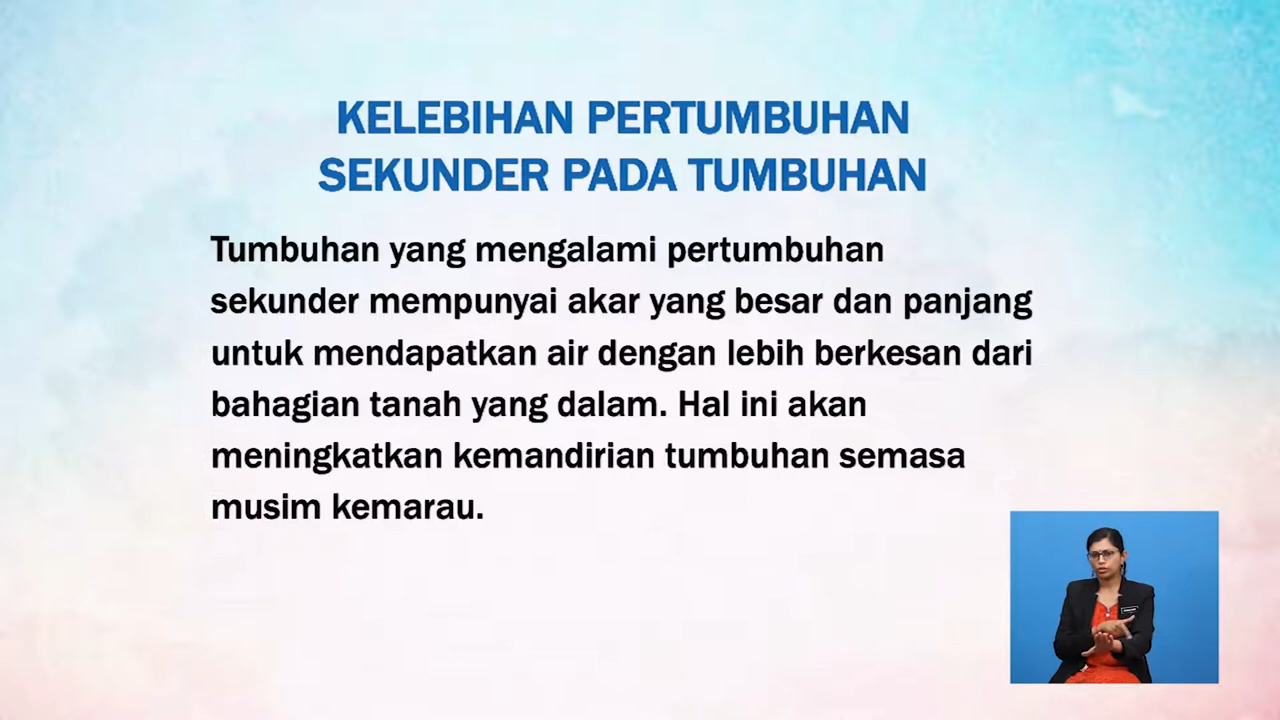 KELEBIHAN PERTUMBUHAN
SEKUNDER PADA TUMBUHAN
Tumbuhan yang mengalami pertumbuhan
sekunder mempunyai akar yang besar dan panjang
untuk mendapatkan air dengan lebih berkesan dari
bahagian tanah yang dalam. Hal ini akan
meningkatkan kemandirian tumbuhan semasa
musim kemarau.